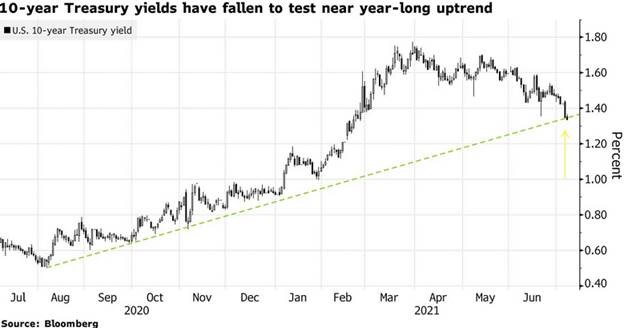 10-year Treasury yields have fallen to test near year-long uptrend
U.S. 10-year Treasury yield
1.80
1.60
1.40
1.20
1.00
0.80
0.60
0.40
Percent
Jul Aug Sep Oct Nov Dec Jan Feb Mar Apr May Jun
2020 2021
Source: Bloomberg